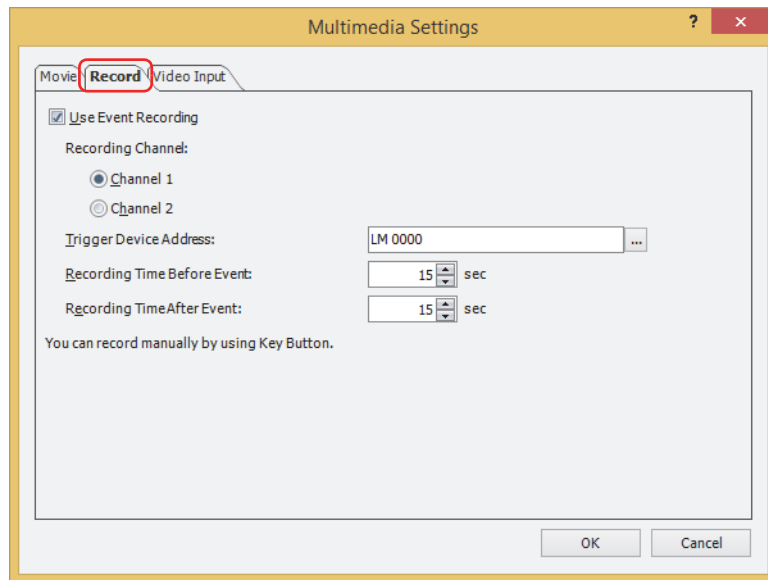 Multimedia Settings
?
Movie Record Video Input
Use Event Recording
Recording Channel:
Channel 1
Channel 2
Trigger Device Address: LM 0000 ...
Recording Time Before Event: 15 sec
Recording TimeAfter Event: 15 sec
You can record manually by using Key Button.
OK Cancel